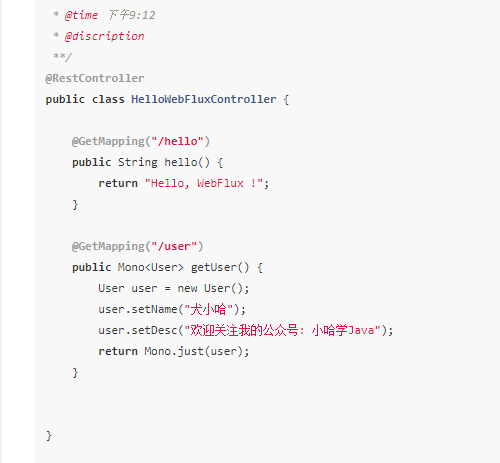 * @time 下午9:12
* @discription
**/
@RestController
public class HelloWebFluxController {
@GetMapping("/hello")
public String hello() {
return "Hello, WebFlux !";
}
@GetMapping("/user")
public Mono<User> getUser() {
User user = new User();
user.setName("犬小哈");
user.setDesc("欢迎关注我的公众号: 小哈学Java");
return Mono.just(user);
}
}